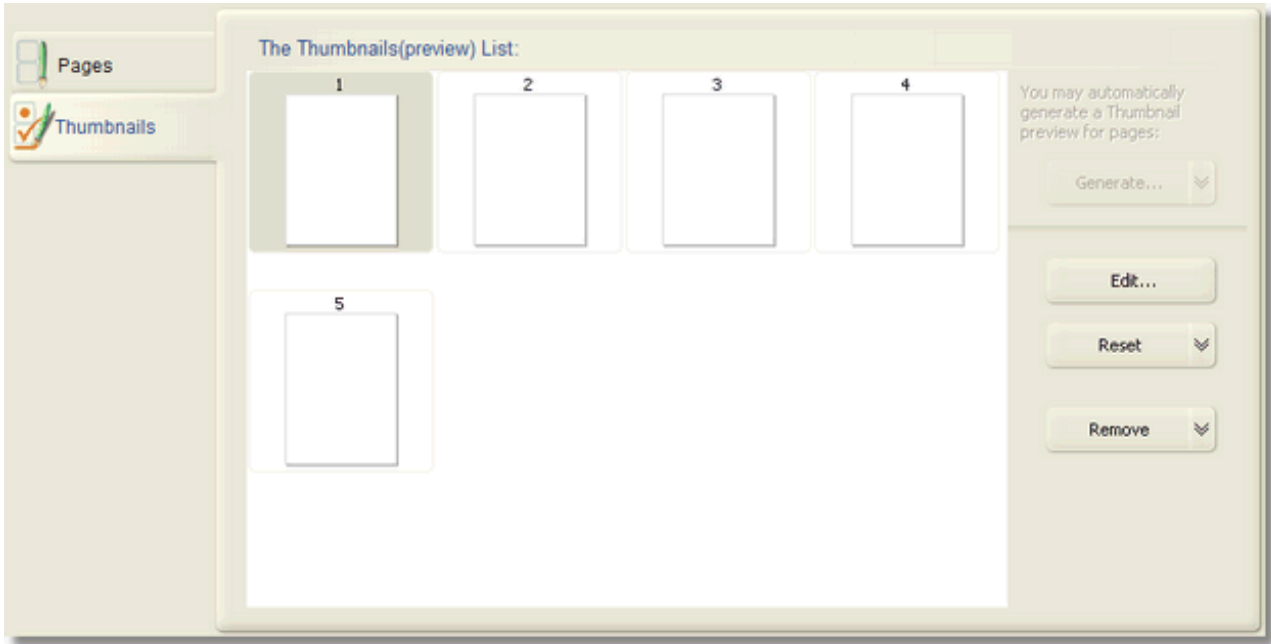 Pages
Thumbnails
The Thumbnails(preview) List:
1
2
3
4
5
You may automatically
generate a Thumbnail
preview for pages:
Generate...
Edit...
Reset
Remove